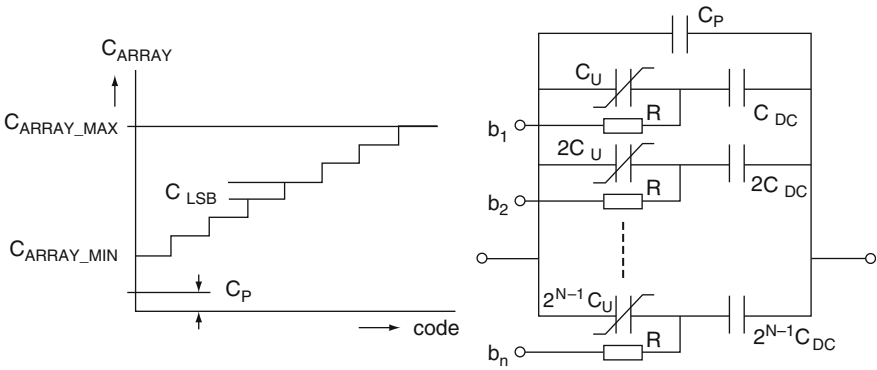 C_ARRAY
C_ARRAY_MAX
C_LSB
C_ARRAY_MIN
C_P
code
C_P
C_U
C_DC
b_1
R
2C_U
2C_DC
b_2
R
2^{N–1}C_U
2^{N–1}C_DC
b_n
R